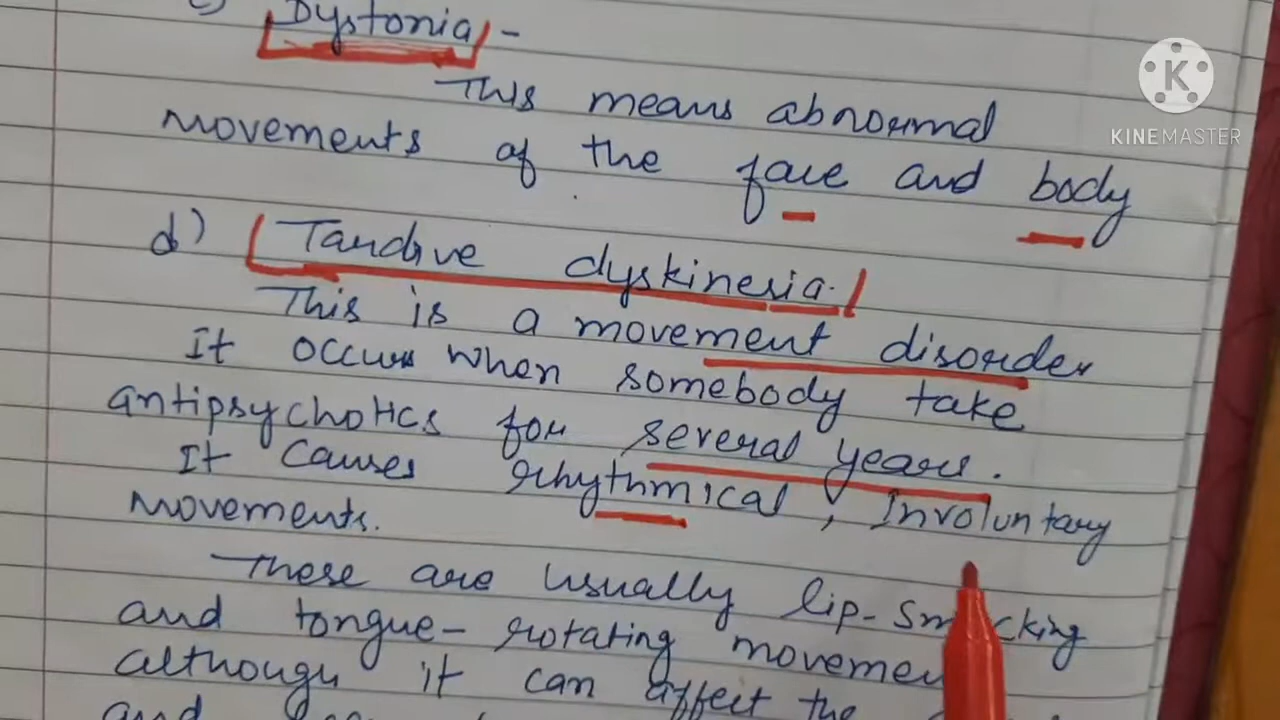 c) Dystonia -
This means abnormal
movements of the face and body
d) Tardive dyskinesia.
This is a movement disorder
It occurs when somebody take
antipsychotics for several years.
It causes rhythmical, Involuntary
movements.
These are usually lip-smacking
and tongue-rotating
although it can affect the
and
K
KINEMASTER